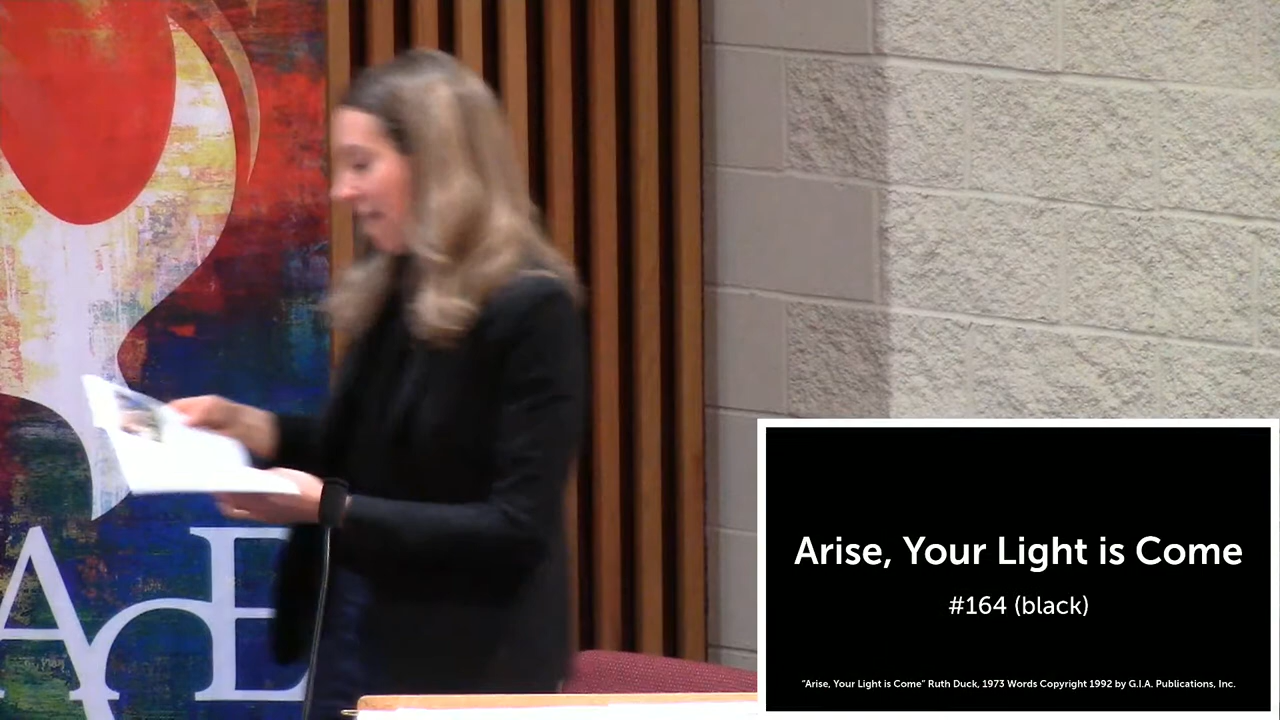 AdE
Arise, Your Light is Come
#164 (black)
"Arise, Your Light is Come" Ruth Duck, 1973 Words Copyright 1992 by G.I.A. Publications, Inc.